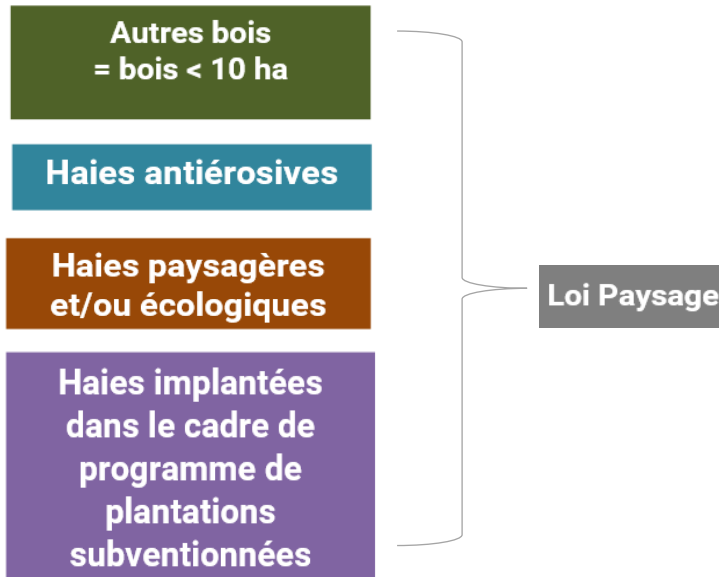 Autres bois
= bois < 10 ha
Haies antiérosives
Haies paysagères
et/ou écologiques
Haies implantées
dans le cadre de
programme de
plantations
subventionnées
Loi Paysage